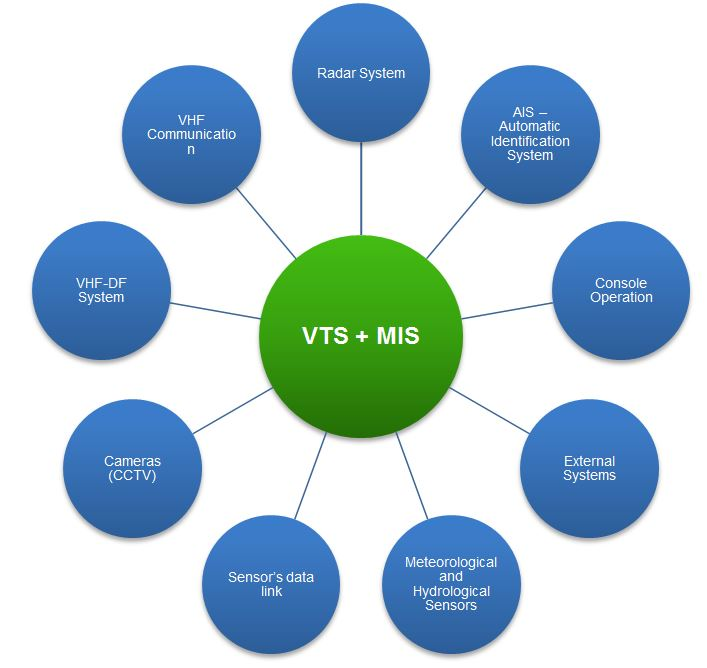 Radar System
AIS –
Automatic
Identification
System
Console
Operation
External
Systems
Meteorological
and
Hydrological
Sensors
Sensor's data
link
Cameras
(CCTV)
VHF-DF
System
VHF
Communicatio
n
VTS + MIS